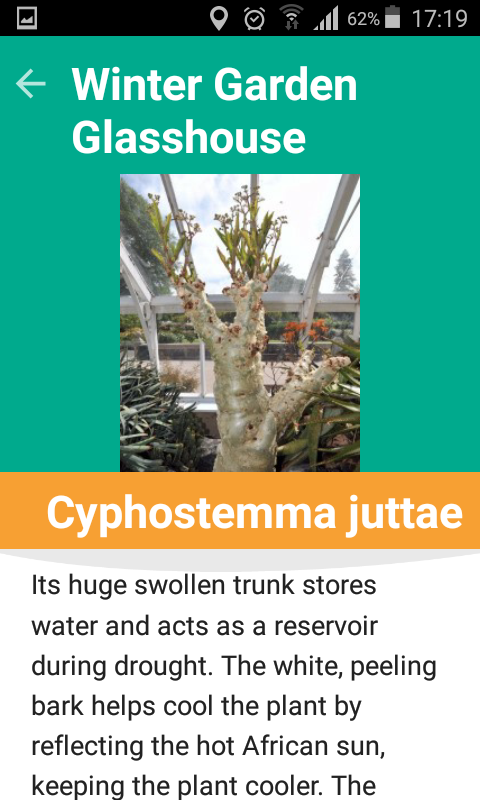 62% 17:19
Winter Garden
Glasshouse
Cyphostemma juttae
Its huge swollen trunk stores
water and acts as a reservoir
during drought. The white, peeling
bark helps cool the plant by
reflecting the hot African sun,
keeping the plant cooler. The